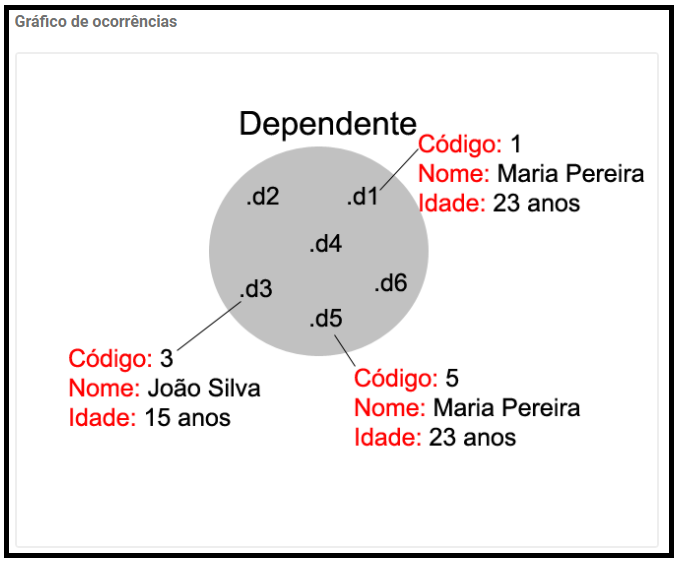 Gráfico de ocorrências
Dependente
Código: 1
Nome: Maria Pereira
Idade: 23 anos
.d2
.d1
.d4
.d3
.d6
.d5
Código: 3
Nome: João Silva
Idade: 15 anos
Código: 5
Nome: Maria Pereira
Idade: 23 anos